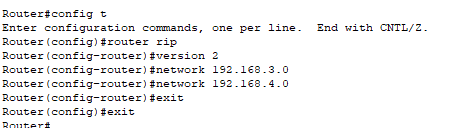 Router#config t
Enter configuration commands, one per line.  End with CNTL/Z.
Router(config)#router rip
Router(config-router)#version 2
Router(config-router)#network 192.168.3.0
Router(config-router)#network 192.168.4.0
Router(config-router)#exit
Router(config)#exit
Router#